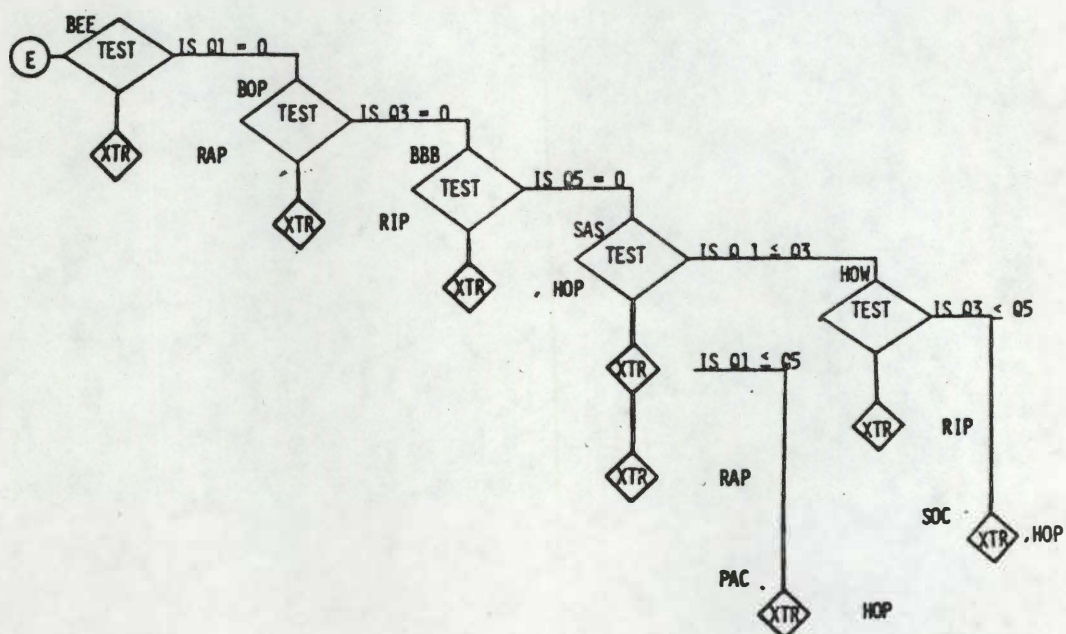 BEE
E TEST IS Q1 = 0
BOP
TEST IS Q3 = 0
XTR RAP BBB
TEST IS Q5 = 0
XTR RIP SAS
TEST IS Q 1 ≤ Q3
XTR . HOP HOW
TEST IS Q3 ≤ Q5
XTR IS Q1 ≤ Q5
XTR RIP
XTR RAP
SOC XTR .HOP
PAC .
XTR HOP